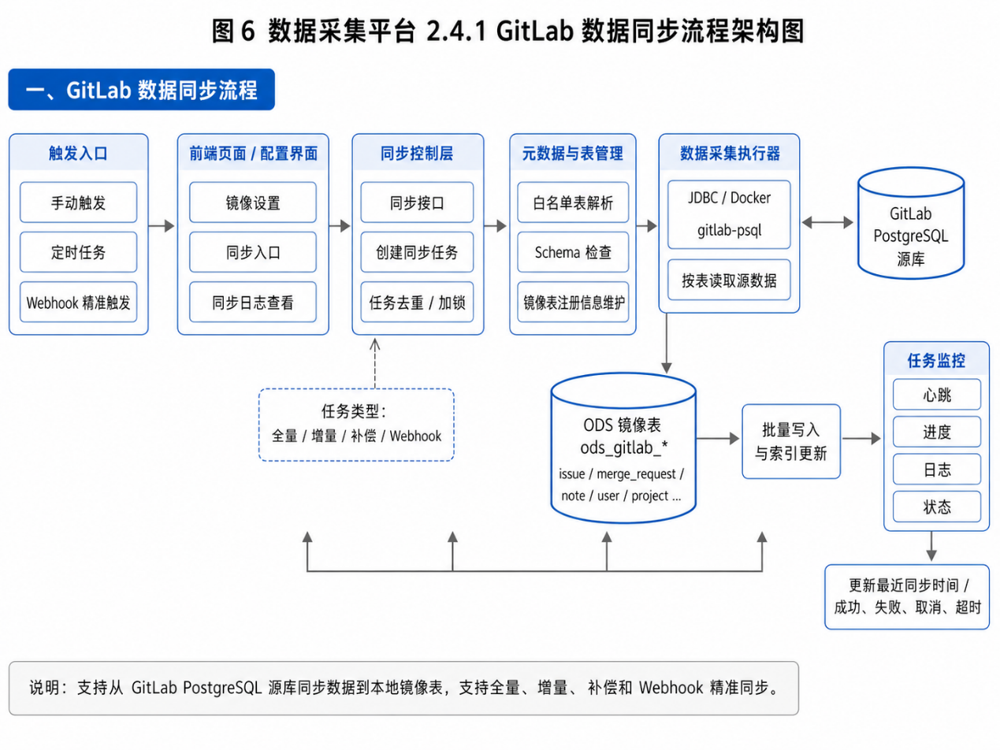 图 6 数据采集平台 2.4.1 GitLab 数据同步流程架构图
一、GitLab 数据同步流程
触发入口
手动触发
定时任务
Webhook 精准触发
前端页面 / 配置界面
镜像设置
同步入口
同步日志查看
同步控制层
同步接口
创建同步任务
任务去重 / 加锁
元数据与表管理
白名单表解析
Schema 检查
镜像表注册信息维护
数据采集执行器
JDBC / Docker
gitlab-psql
按表读取源数据
GitLab
PostgreSQL
源库
任务类型：
全量 / 增量 / 补偿 / Webhook
ODS 镜像表
ods_gitlab_*
issue / merge_request /
note / user / project ...
批量写入
与索引更新
任务监控
心跳
进度
日志
状态
更新最近同步时间 /
成功、失败、取消、超时
说明：支持从 GitLab PostgreSQL 源库同步数据到本地镜像表，支持全量、增量、补偿和 Webhook 精准同步。